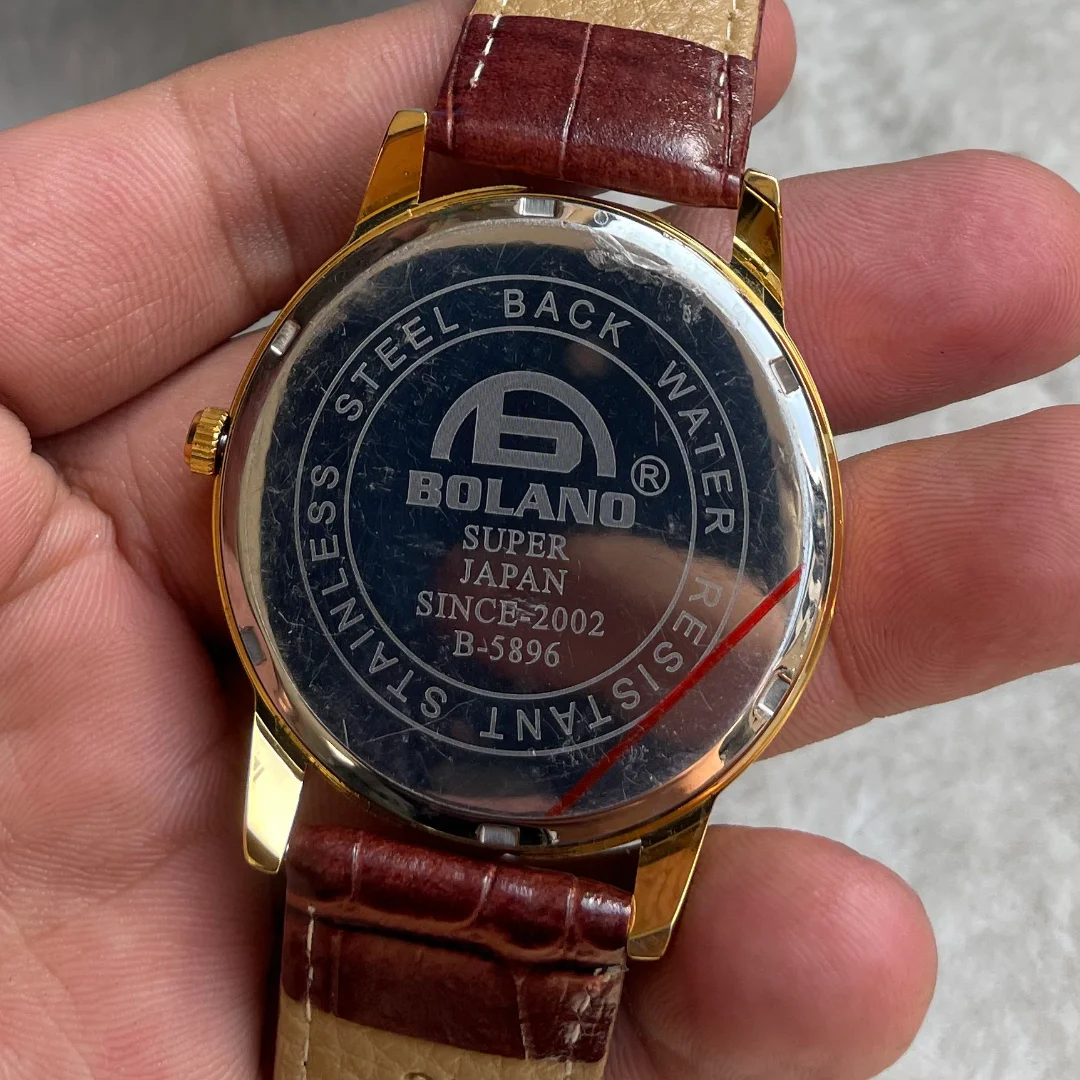 STAINLESS STEEL BACK WATER RESISTANT
BOLANO ®
SUPER
JAPAN
SINCE-2002
B-5896